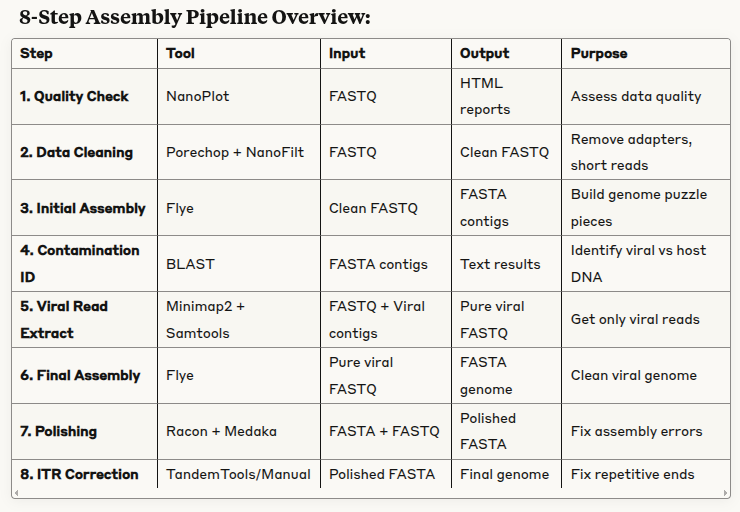 8-Step Assembly Pipeline Overview:
Step Tool Input Output Purpose
1. Quality Check NanoPlot FASTQ HTML reports Assess data quality
2. Data Cleaning Porechop + NanoFilt FASTQ Clean FASTQ Remove adapters, short reads
3. Initial Assembly Flye Clean FASTQ FASTA contigs Build genome puzzle pieces
4. Contamination ID BLAST FASTA contigs Text results Identify viral vs host DNA
5. Viral Read Extract Minimap2 + Samtools FASTQ + Viral contigs Pure viral FASTQ Get only viral reads
6. Final Assembly Flye Pure viral FASTQ FASTA genome Clean viral genome
7. Polishing Racon + Medaka FASTA + FASTQ Polished FASTA Fix assembly errors
8. ITR Correction TandemTools/Manual Polished FASTA Final genome Fix repetitive ends